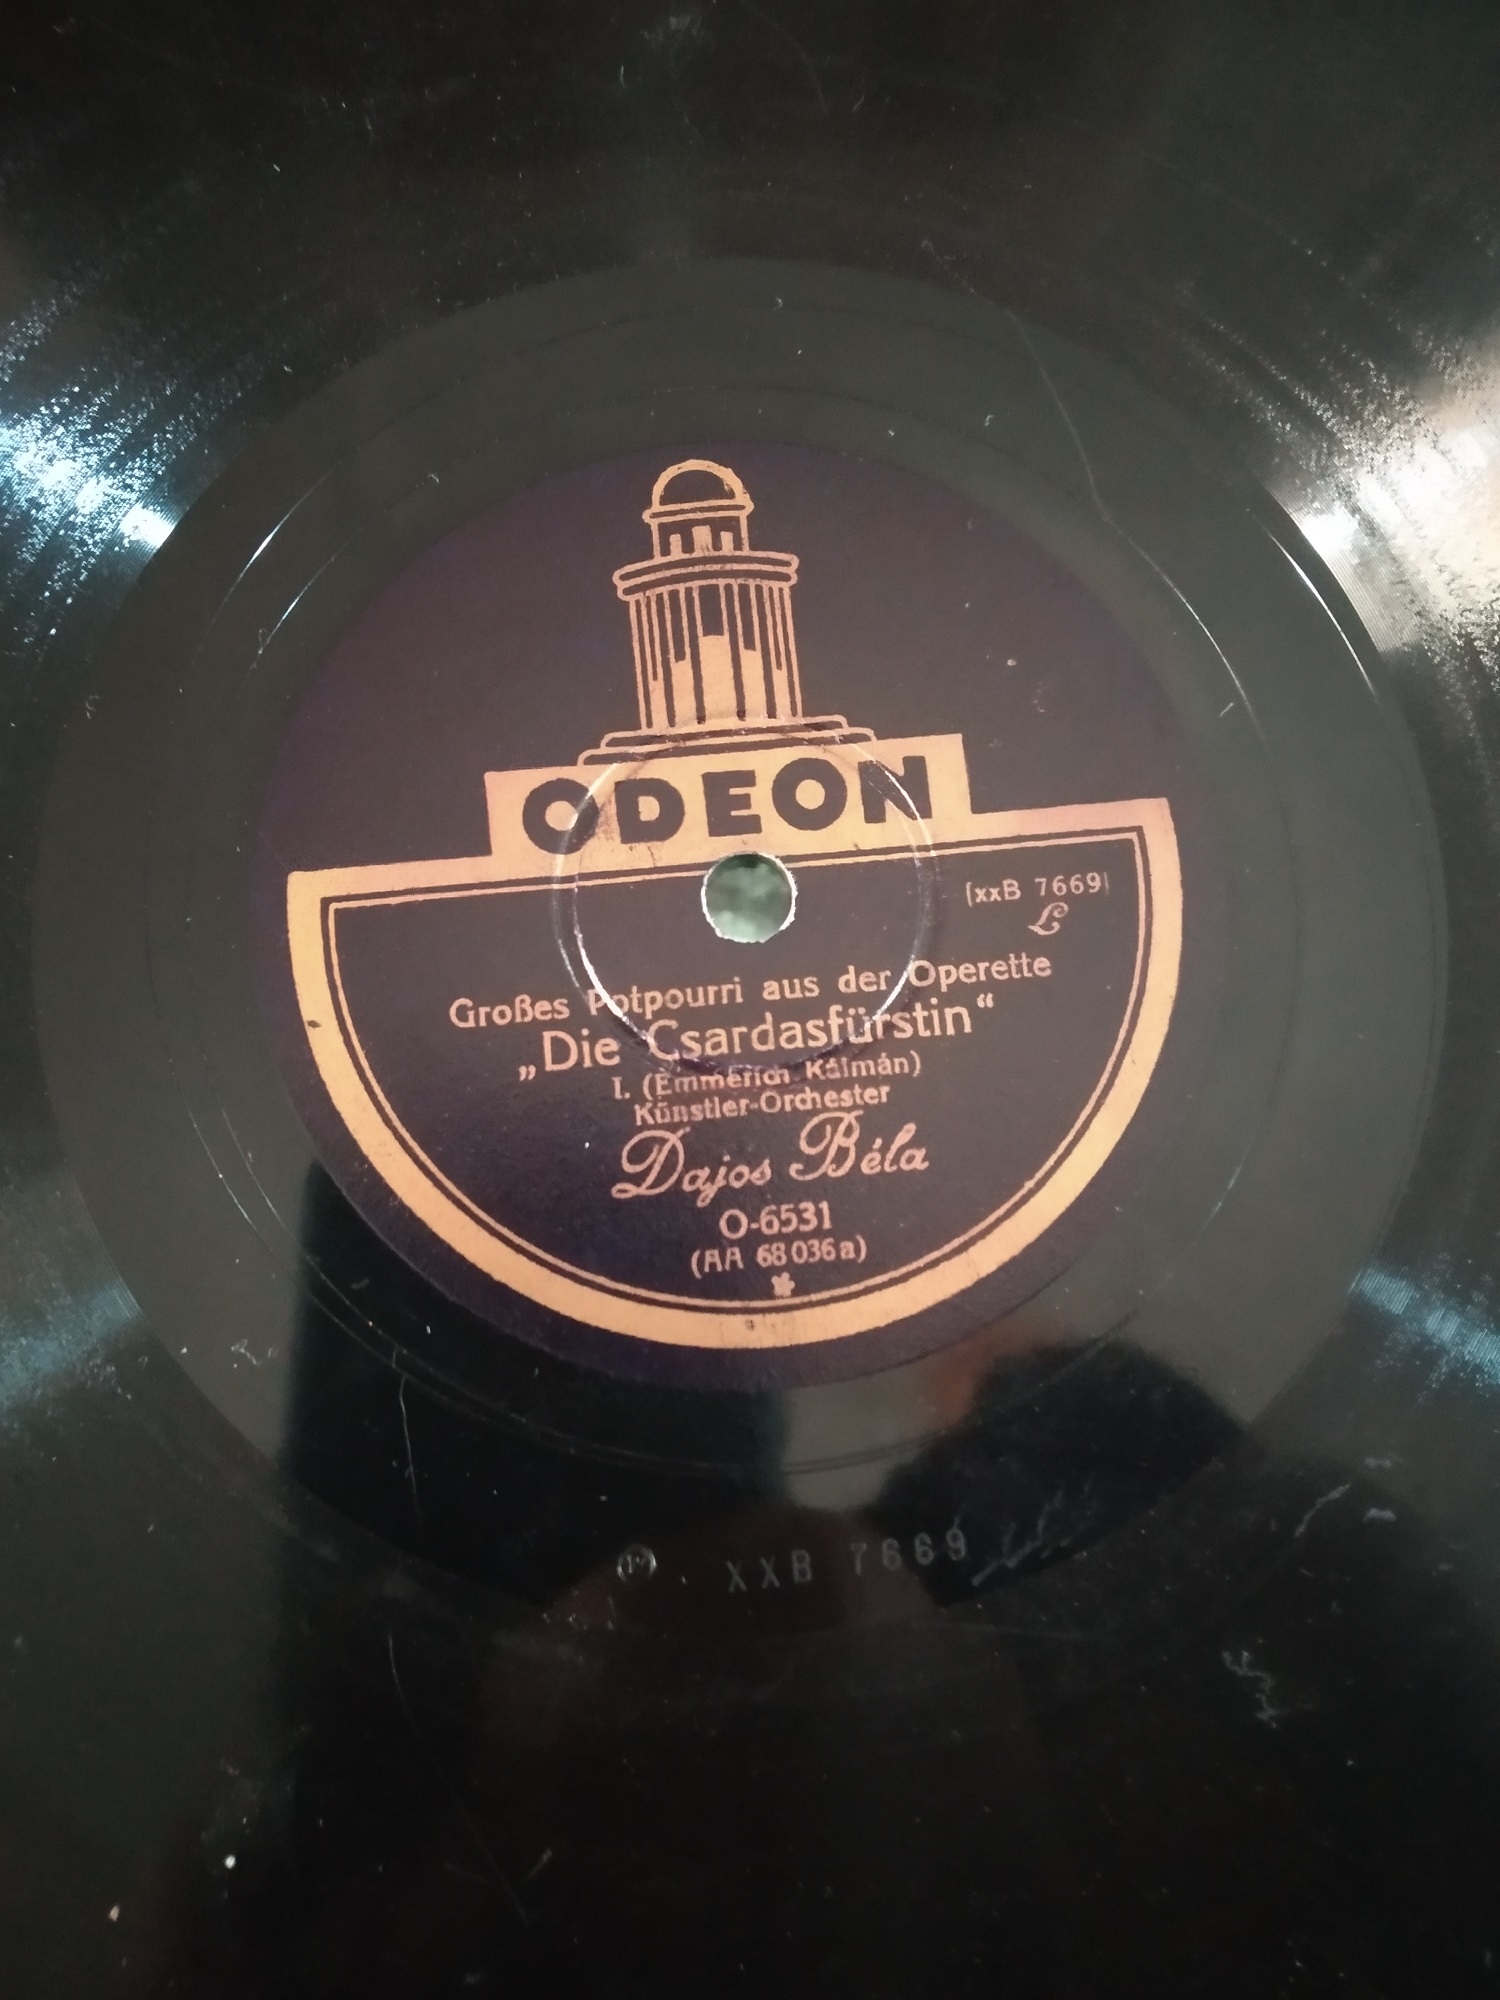 ODEON
(xxB 7669)
L
Großes Potpourri aus der Operette
„Die Csardasfürstin“
I. (Emmerich Kálmán)
Künstler-Orchester
Dajos Béla
O-6531
(AA 68 036 a)
XXB 7669